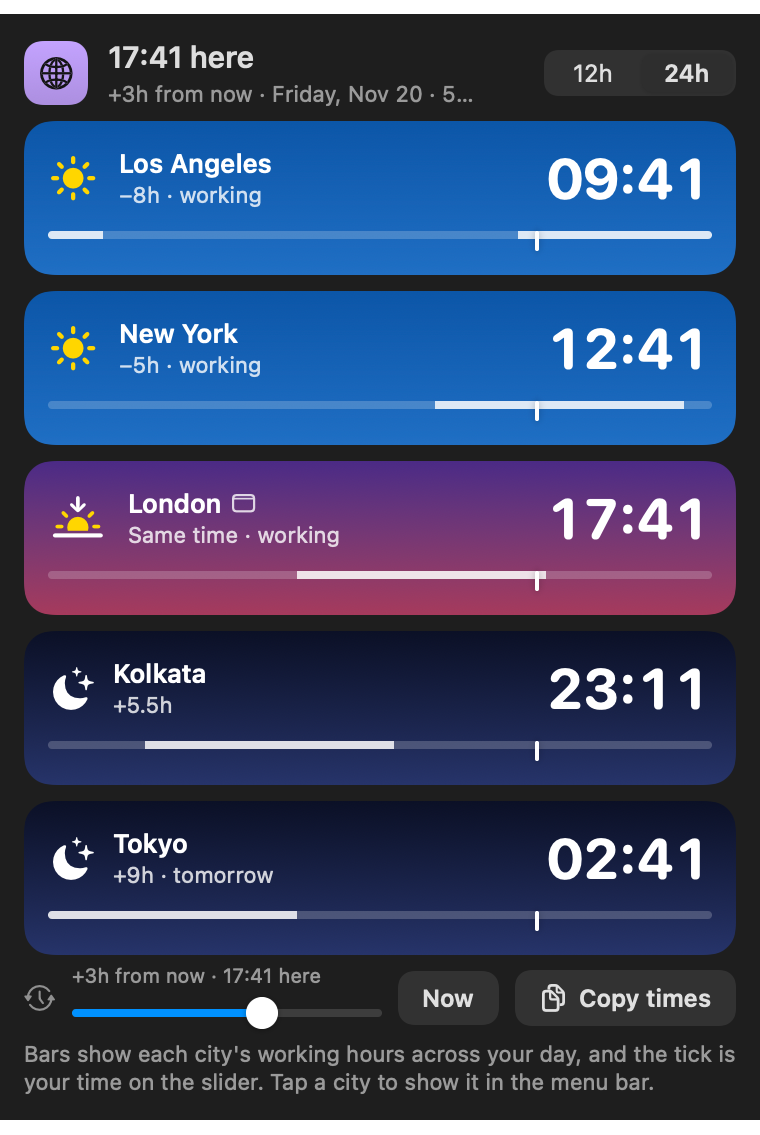 17:41 here
+3h from now · Friday, Nov 20 · 5…
12h
24h
Los Angeles
–8h · working
09:41
New York
–5h · working
12:41
London
Same time · working
17:41
Kolkata
+5.5h
23:11
Tokyo
+9h · tomorrow
02:41
+3h from now · 17:41 here
Now
Copy times
Bars show each city's working hours across your day, and the tick is
your time on the slider. Tap a city to show it in the menu bar.